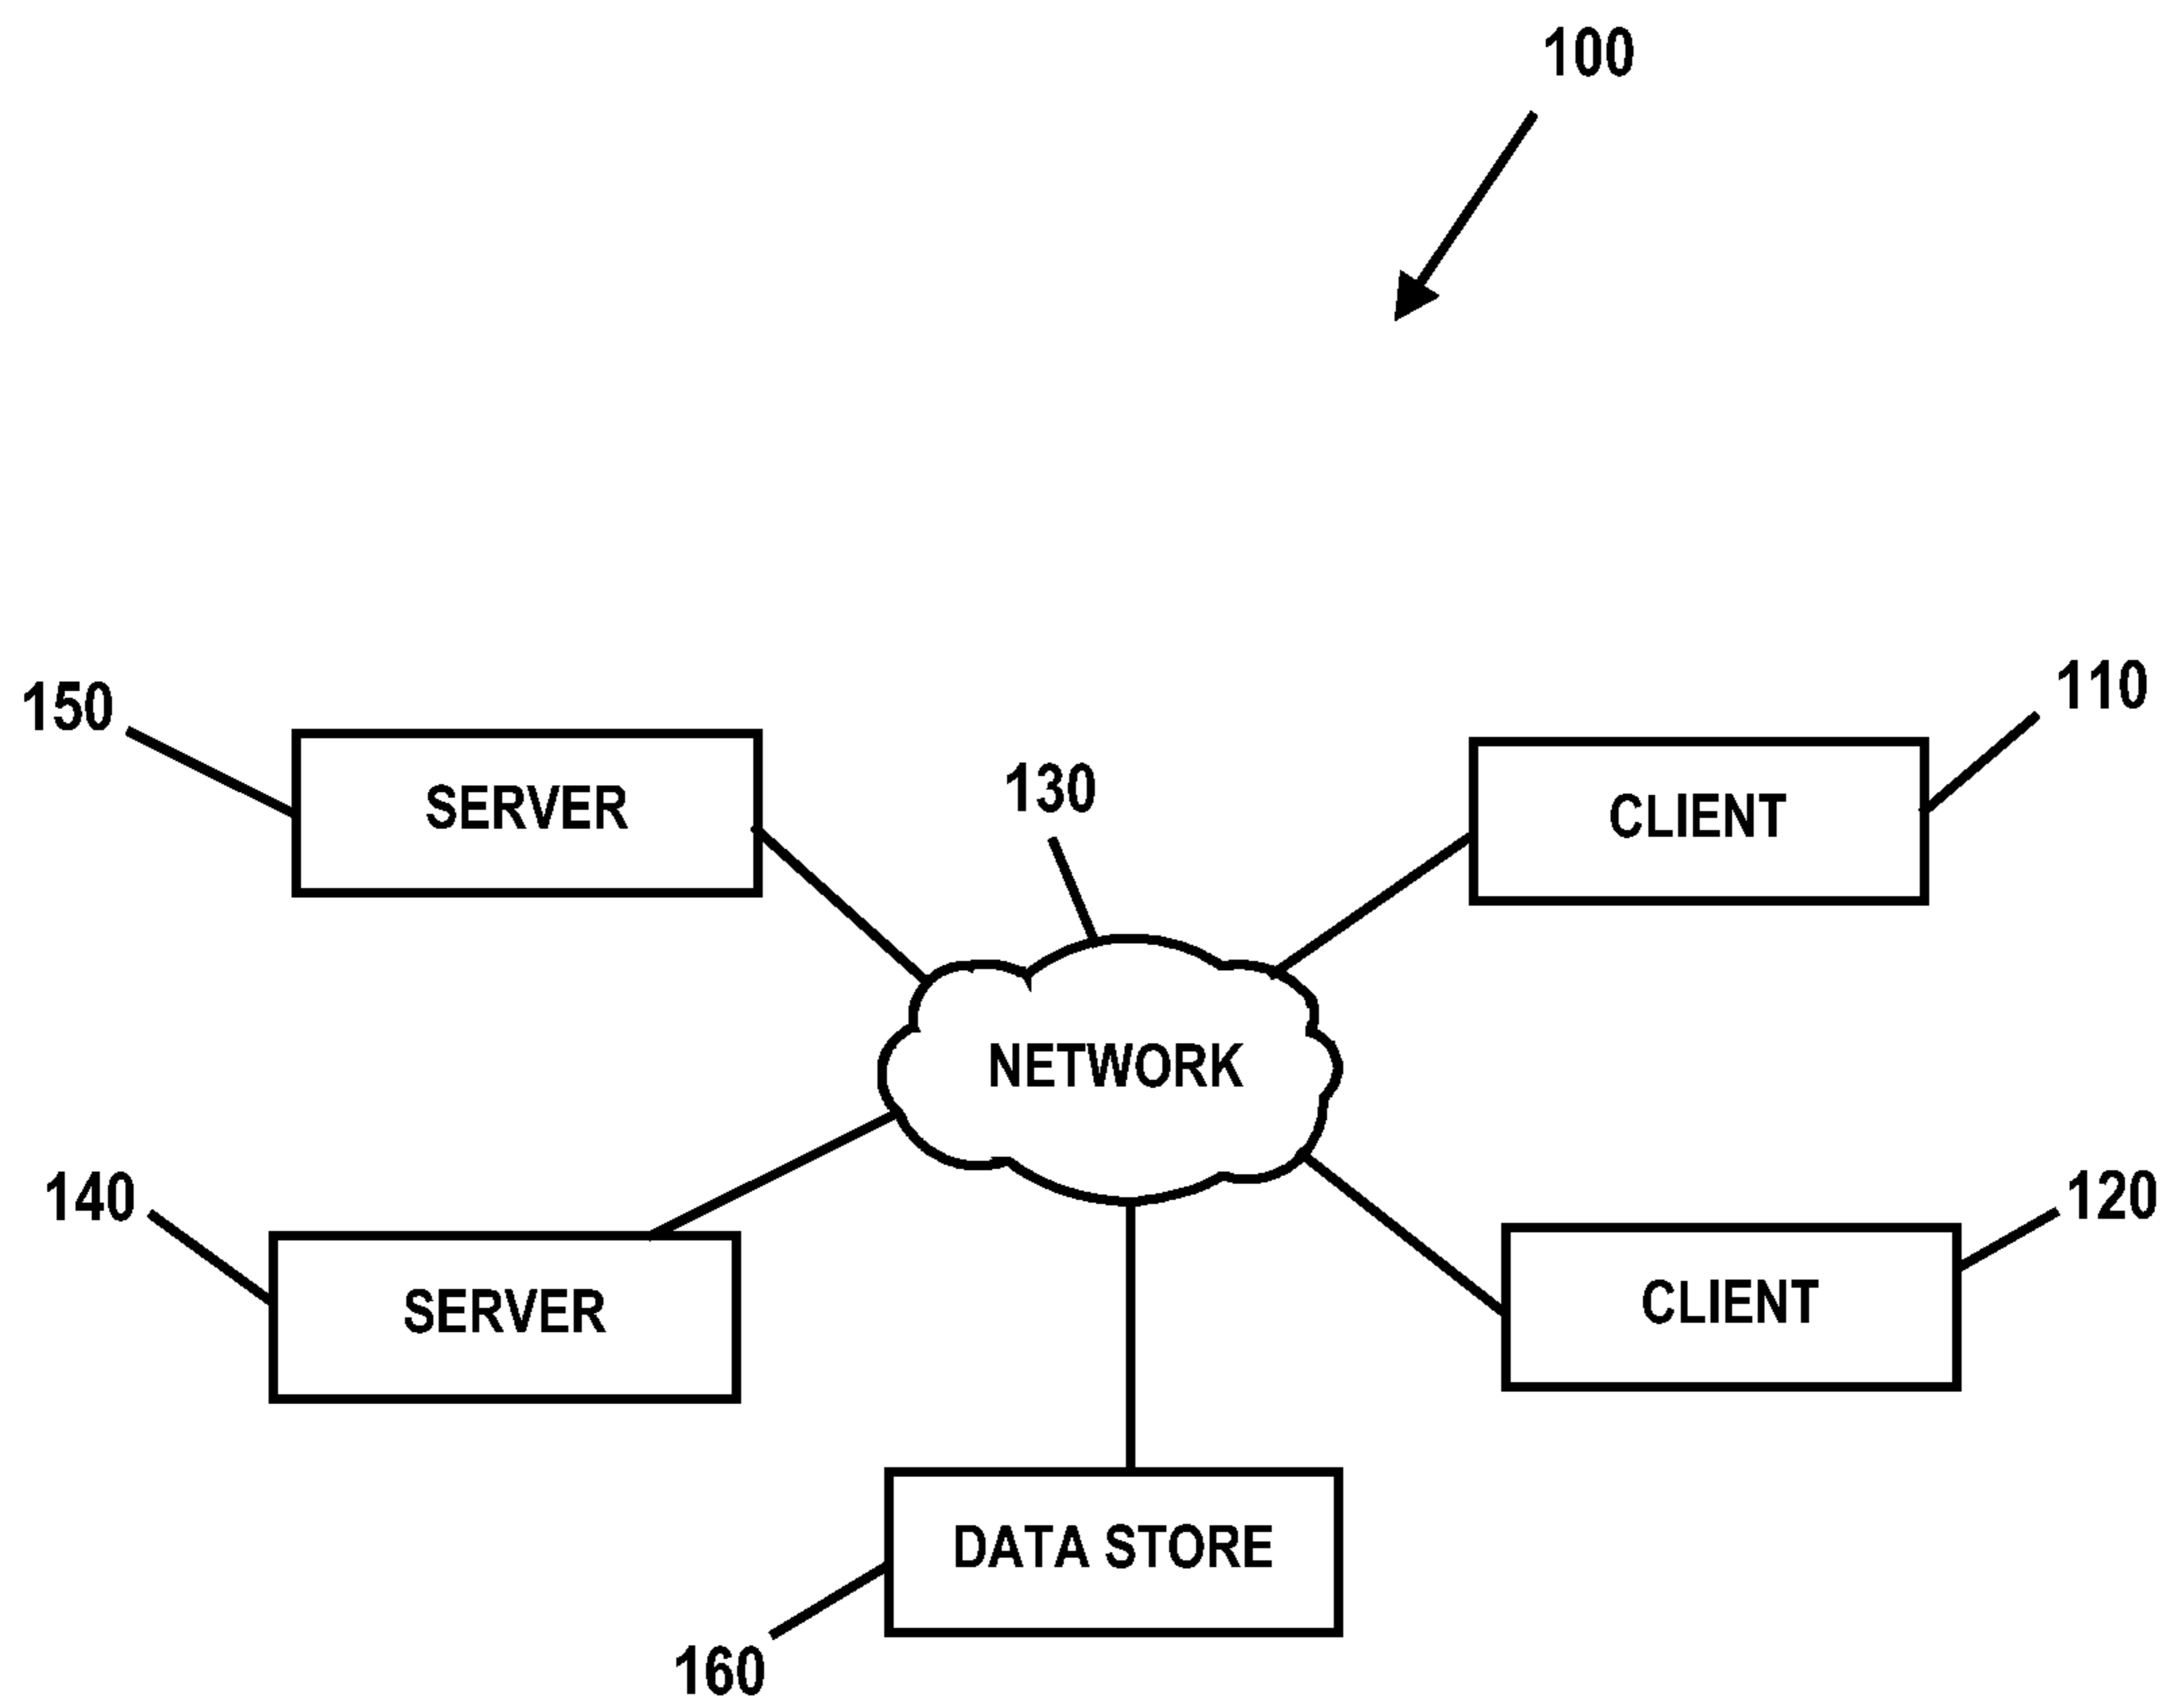 100
150
110
SERVER
130
CLIENT
NETWORK
140
120
SERVER
CLIENT
DATA STORE
160